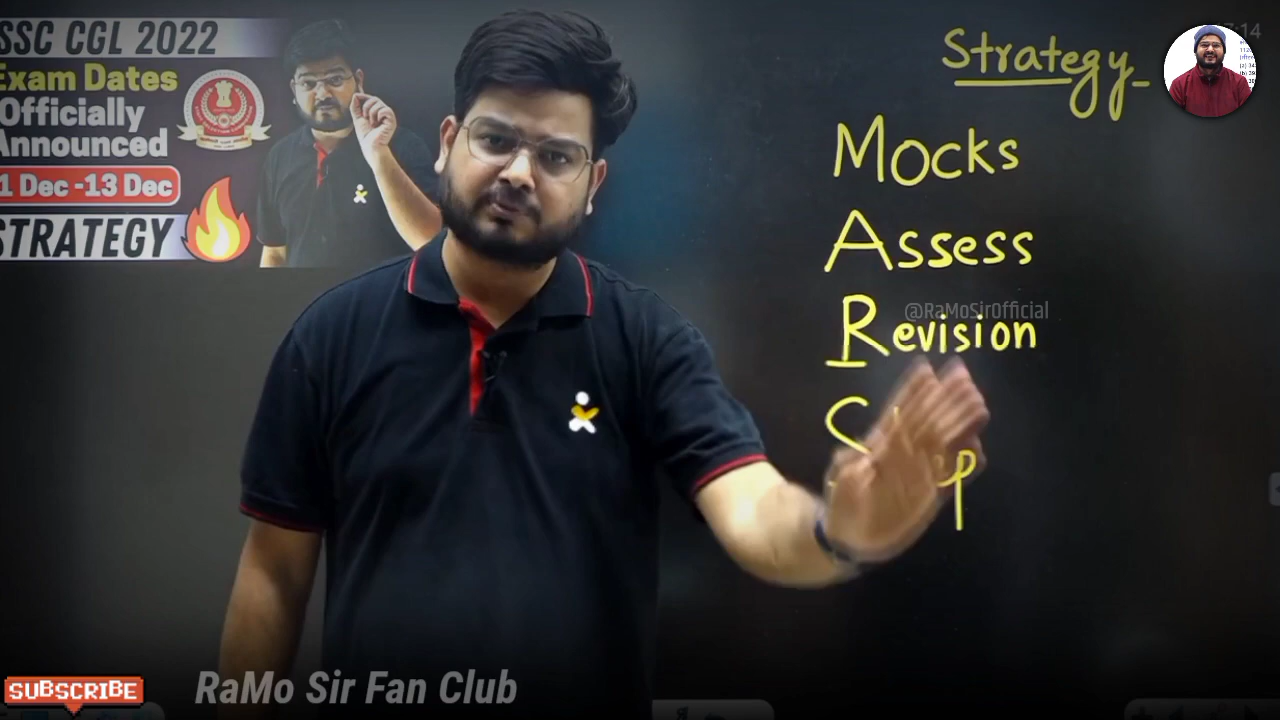 SSC CGL 2022
Exam Dates
Officially
Announced
1 Dec -13 Dec
STRATEGY
Strategy
Mocks
Assess
@RaMoSirOfficial
Revision
SUBSCRIBE
RaMo Sir Fan Club